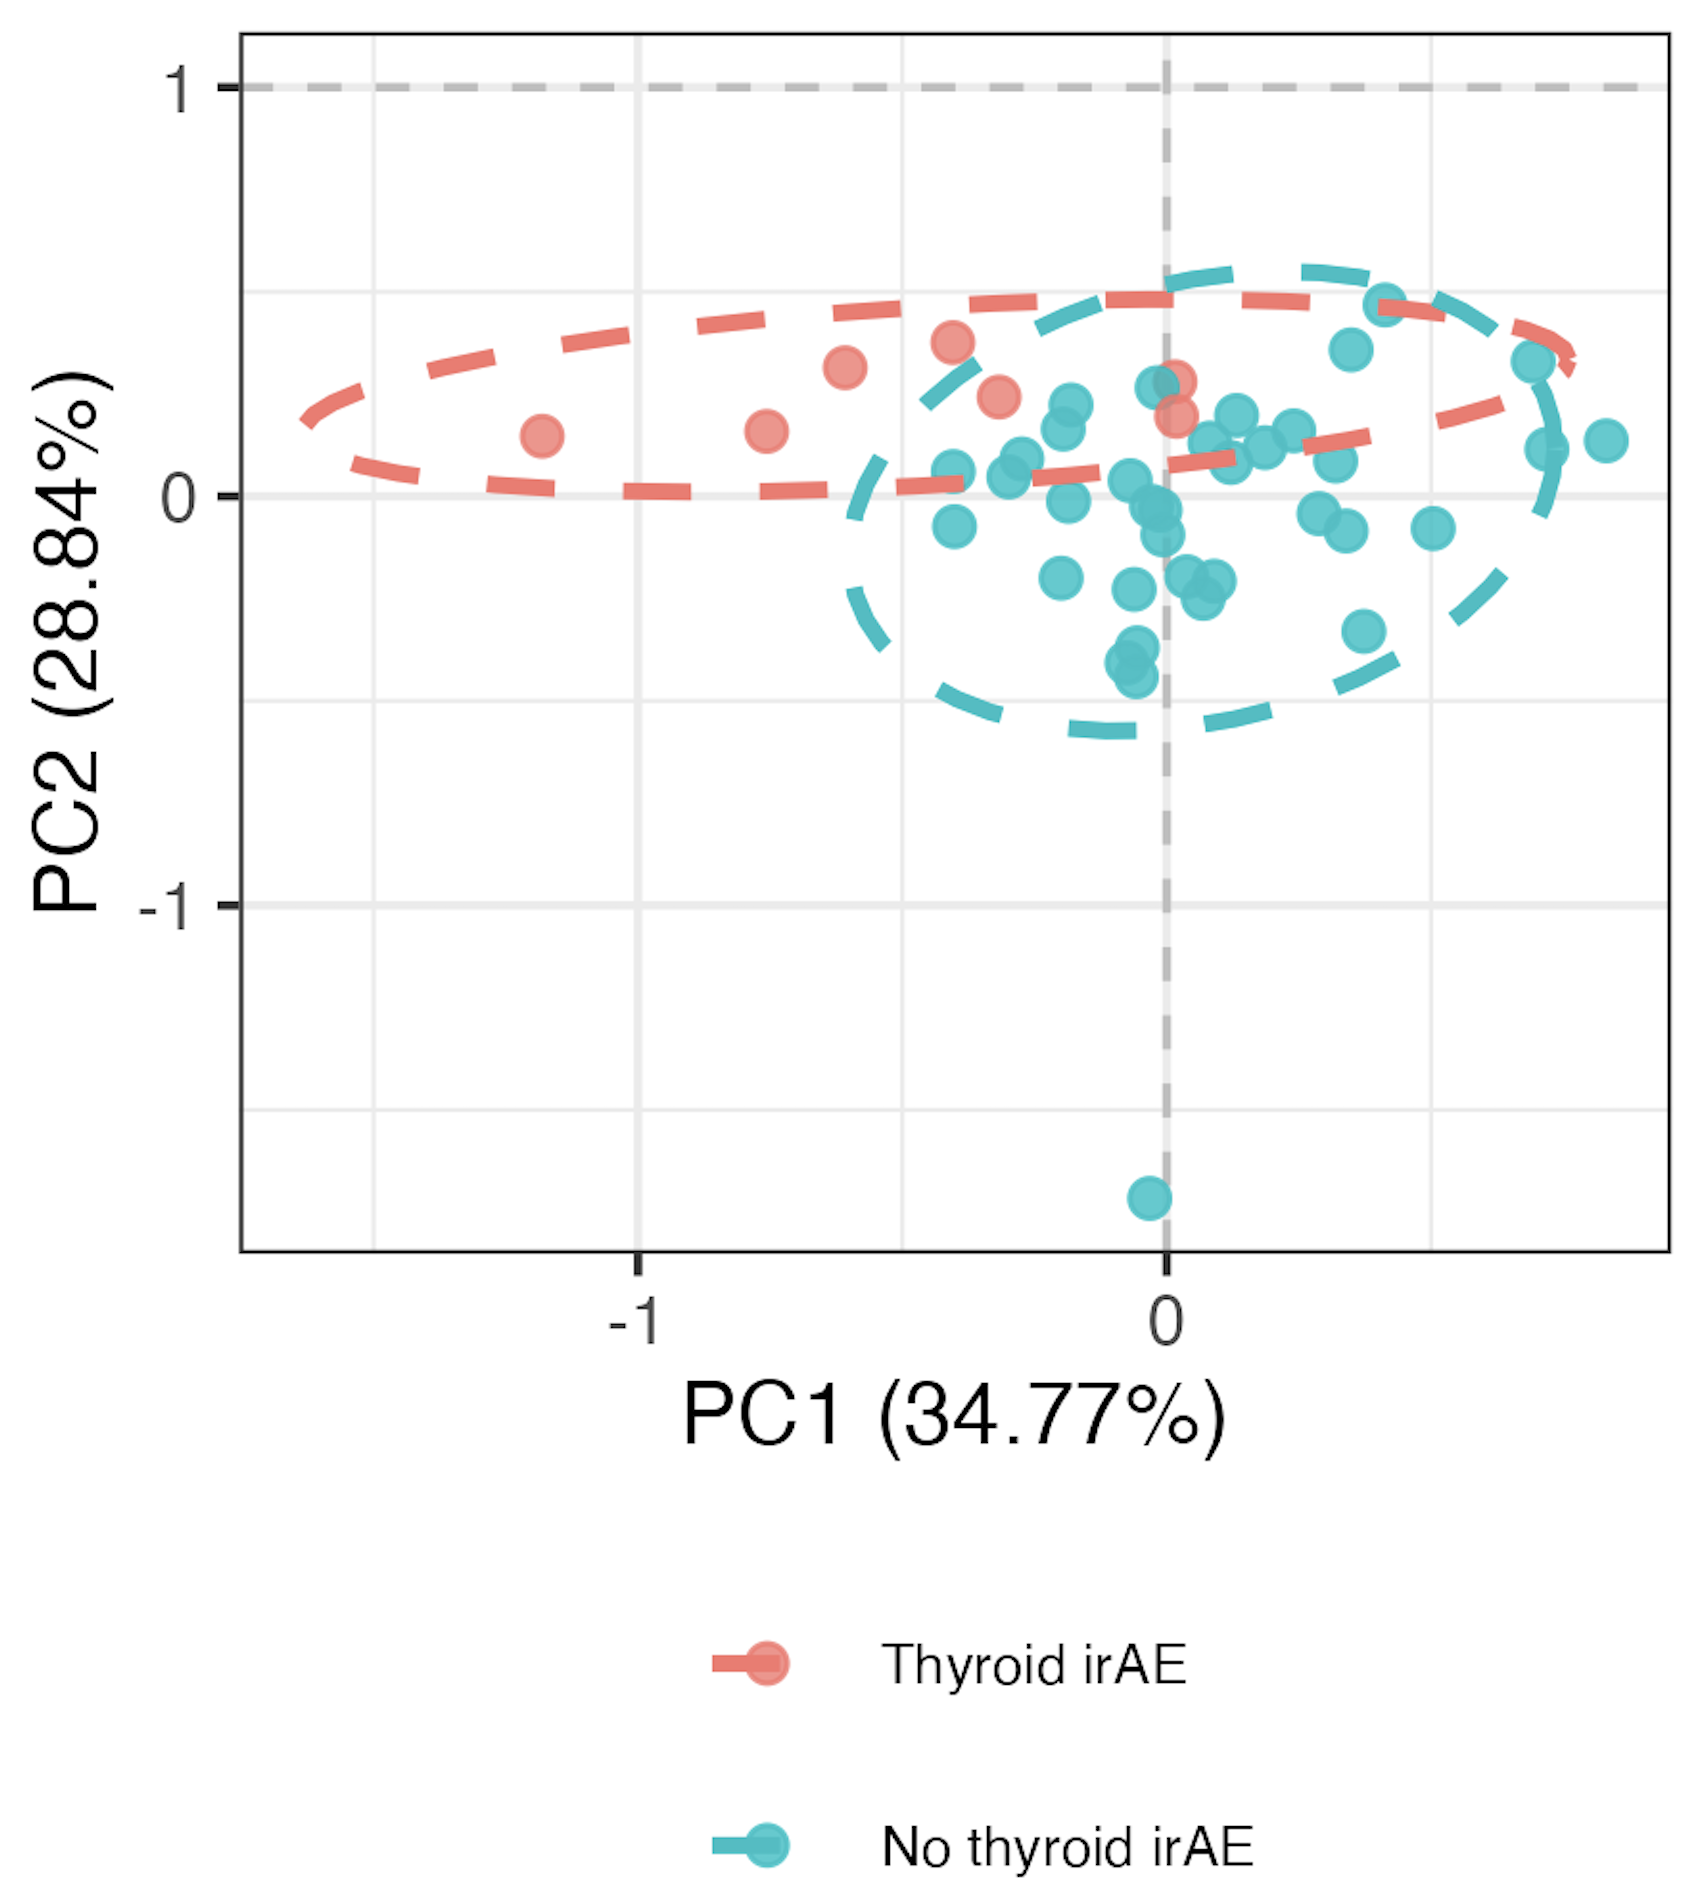 PC2 (28.84%)
1
0
-1
-1 0
PC1 (34.77%)
Thyroid irAE
No thyroid irAE